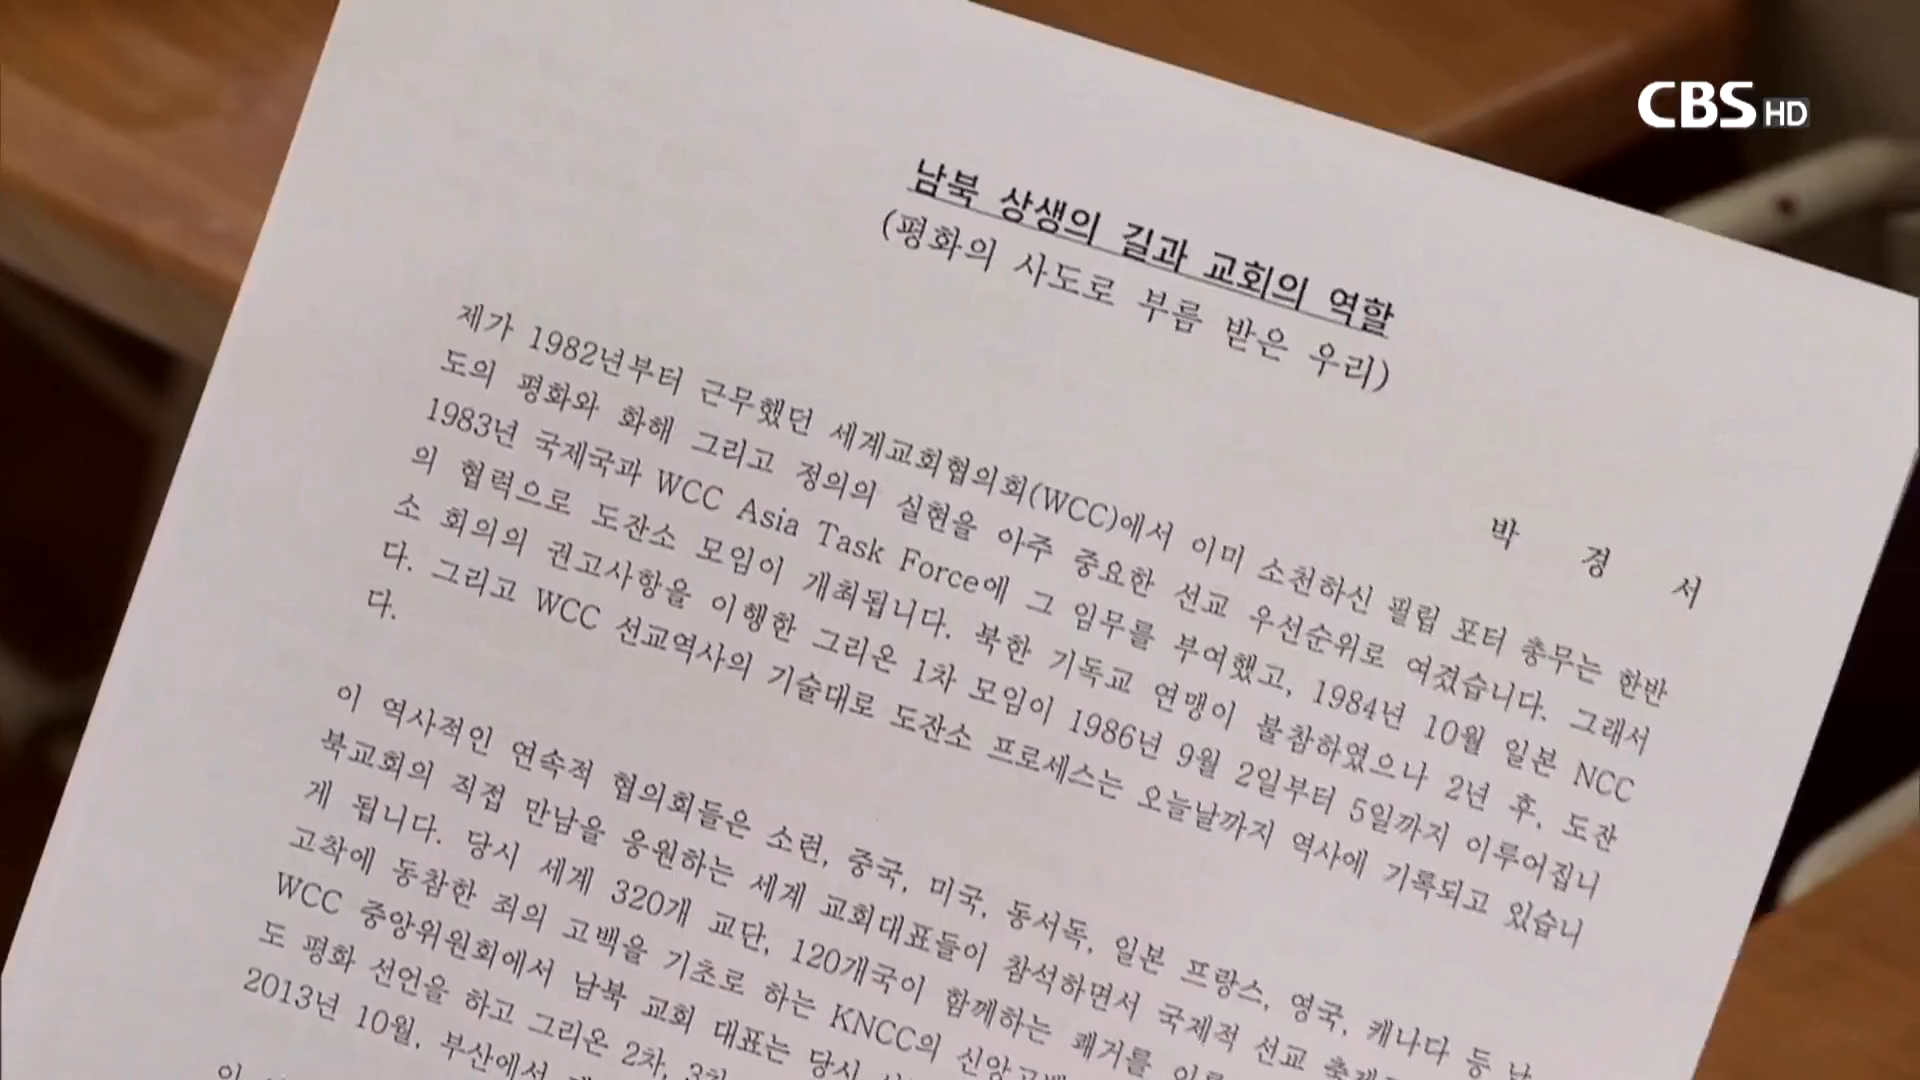 CBS HD
남북 상생의 길과 교회의 역할
(평화의 사도로 부름 받은 우리)
박 경 서
제가 1982년부터 근무했던 세계교회협의회(WCC)에서 이미 소천하신 필립 포터 총무는 한반
도의 평화와 화해 그리고 정의의 실현을 아주 중요한 선교 우선순위로 여겼습니다. 그래서
1983년 국제국과 WCC Asia Task Force에 그 임무를 부여했고, 1984년 10월 일본 NCC
의 협력으로 도잔소 모임이 개최됩니다. 북한 기독교 연맹이 불참하였으나 2년 후, 도잔
소 회의의 권고사항을 이행한 그리온 1차 모임이 1986년 9월 2일부터 5일까지 이루어집니
다. 그리고 WCC 선교역사의 기술대로 도잔소 프로세스는 오늘날까지 역사에 기록되고 있습니
다.
이 역사적인 연속적 협의회들은 소련, 중국, 미국, 동서독, 일본 프랑스, 영국, 캐나다 등 남
북교회의 직접 만남을 응원하는 세계 교회대표들이 참석하면서 국제적 선교
게 됩니다. 당시 세계 320개 교단, 120개국이 함께하는 쾌거를
고착에 동참한 죄의 고백을 기초로 하는 KNCC의 신앙고백
WCC 중앙위원회에서 남북 교회 대표는 당시
도 평화 선언을 하고 그리온 2차, 3차
2013년 10월, 부산에서
이